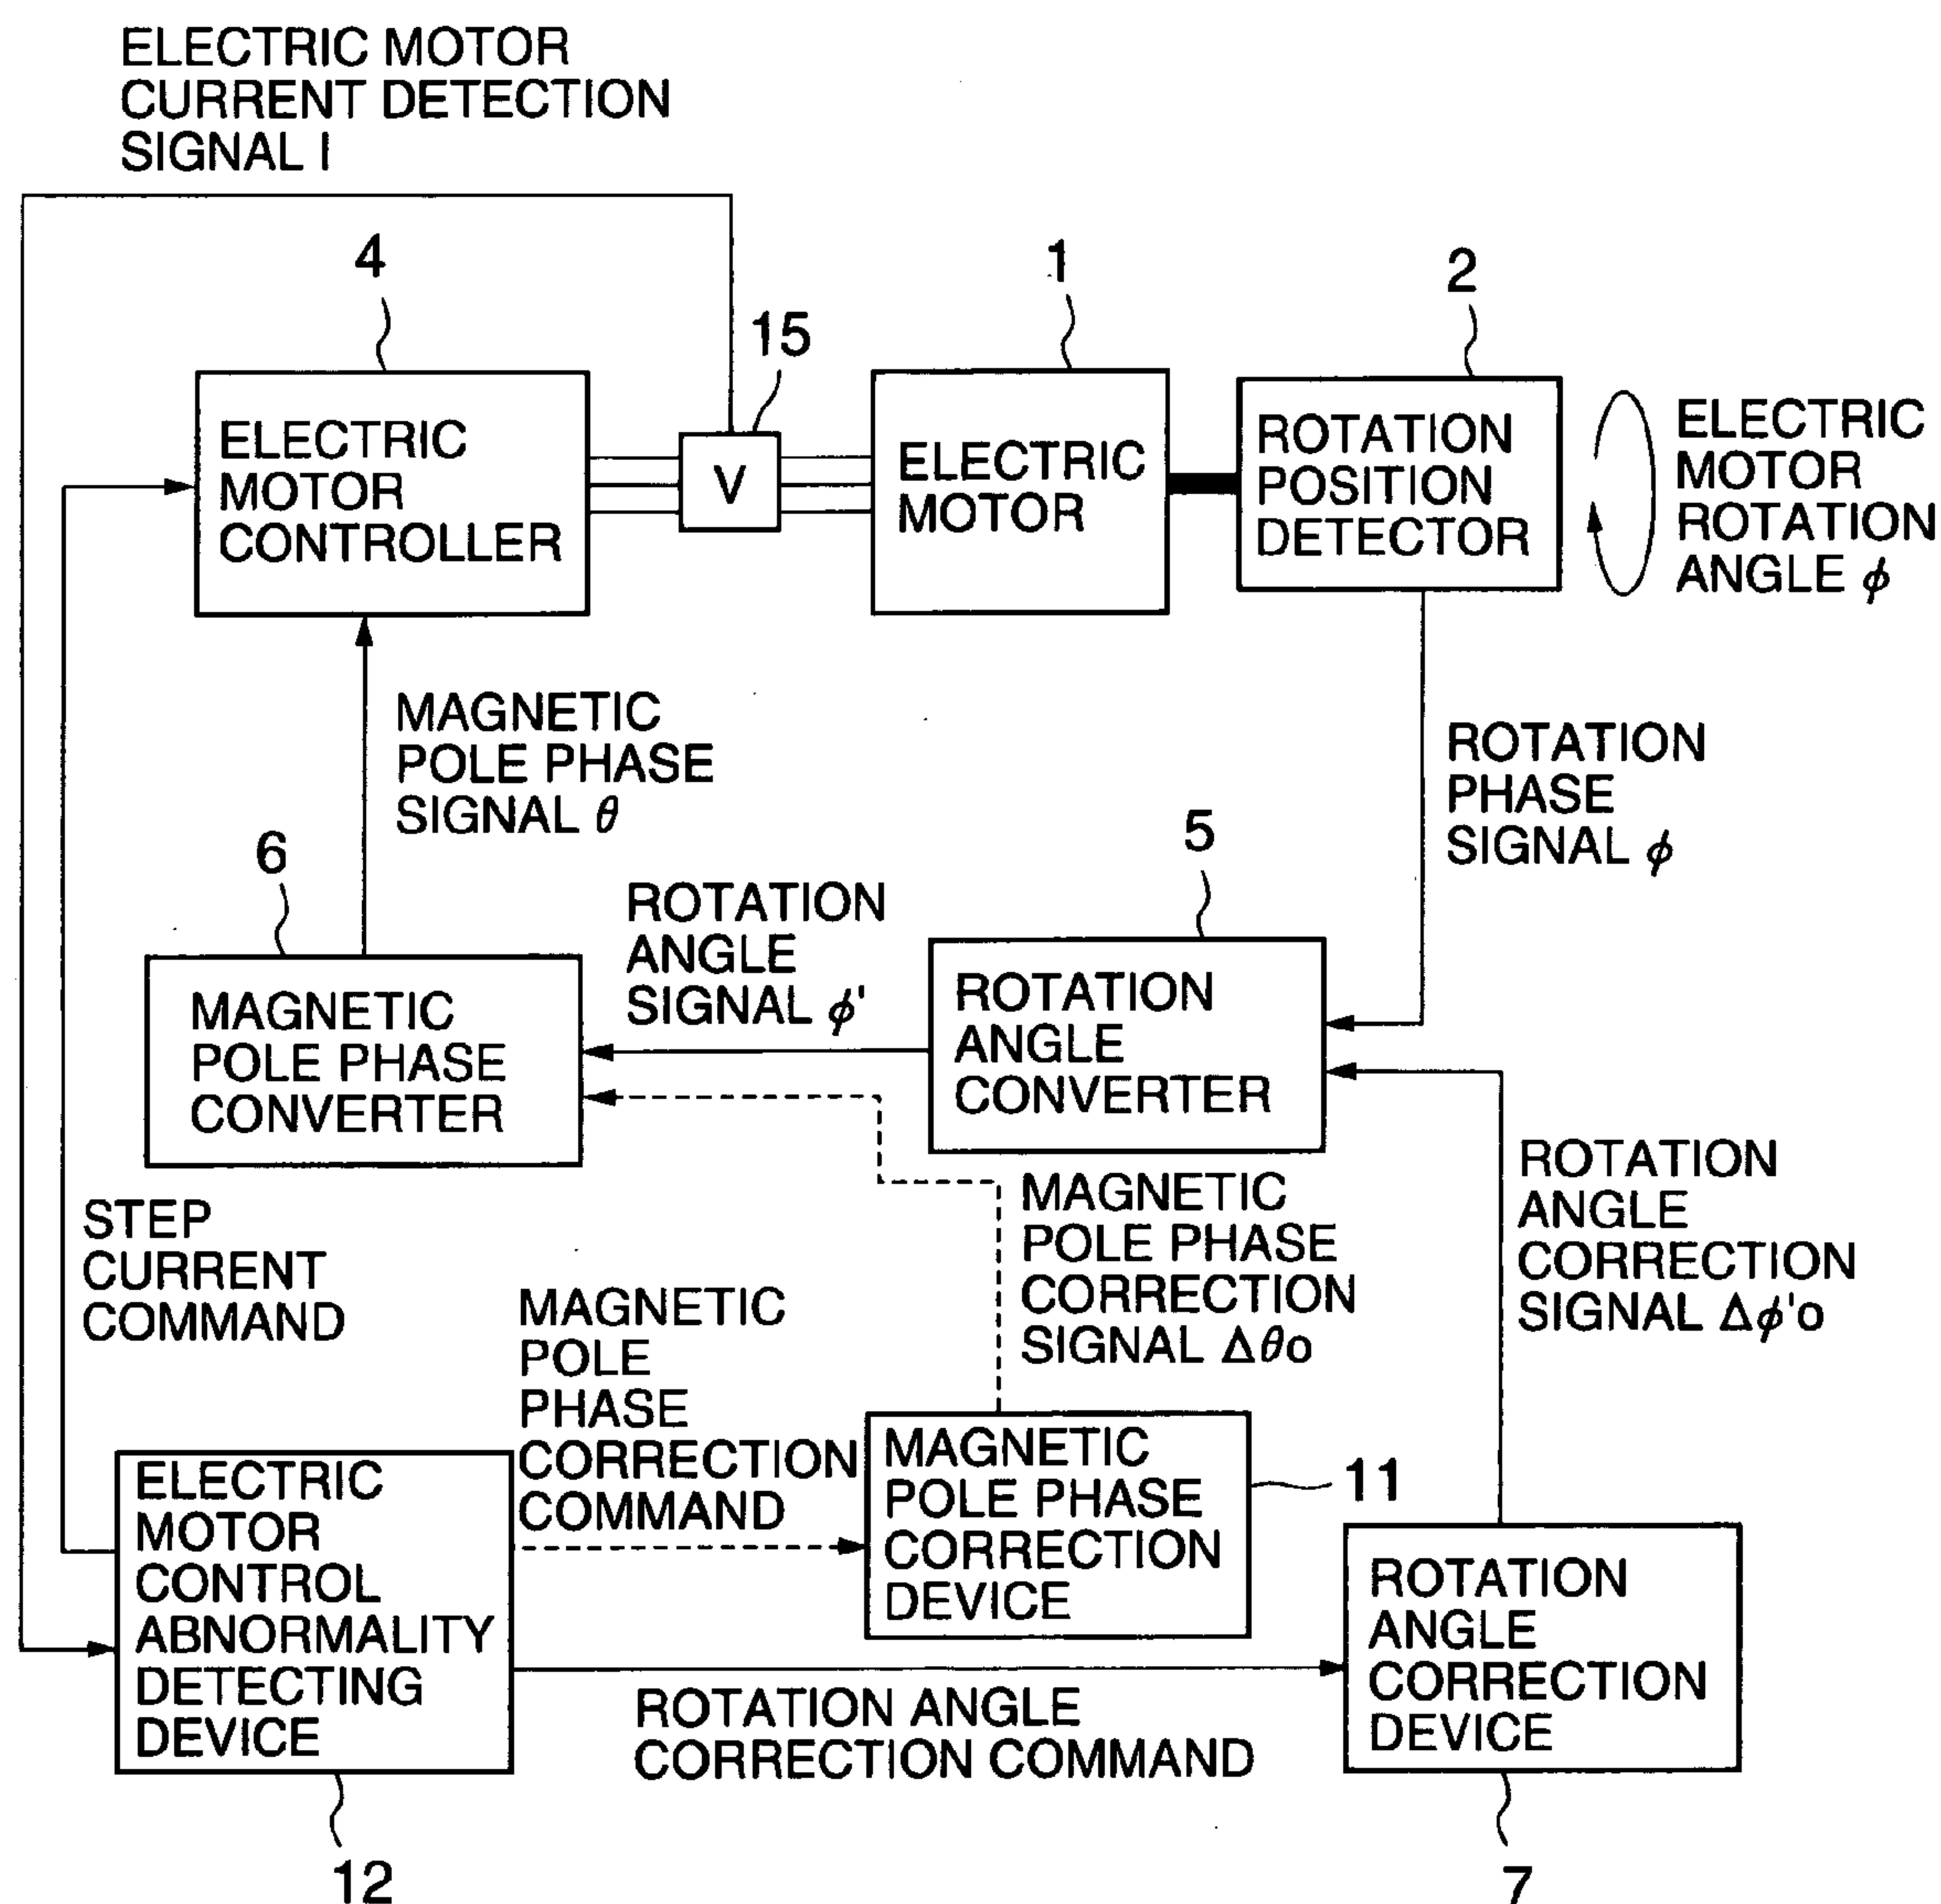 ELECTRIC MOTOR
CURRENT DETECTION
SIGNAL I
4
15
1
2
ELECTRIC
MOTOR
CONTROLLER
V
ELECTRIC
MOTOR
ROTATION
POSITION
DETECTOR
ELECTRIC
MOTOR
ROTATION
ANGLE ϕ
MAGNETIC
POLE PHASE
SIGNAL θ
ROTATION
PHASE
SIGNAL ϕ
6
ROTATION
ANGLE
SIGNAL ϕ'
5
MAGNETIC
POLE PHASE
CONVERTER
ROTATION
ANGLE
CONVERTER
STEP
CURRENT
COMMAND
MAGNETIC
POLE
PHASE
CORRECTION
COMMAND
MAGNETIC
POLE PHASE
CORRECTION
SIGNAL Δθo
ROTATION
ANGLE
CORRECTION
SIGNAL Δϕ'o
ELECTRIC
MOTOR
CONTROL
ABNORMALITY
DETECTING
DEVICE
MAGNETIC
POLE PHASE
CORRECTION
DEVICE
11
ROTATION
ANGLE
CORRECTION
DEVICE
ROTATION ANGLE
CORRECTION COMMAND
12
7